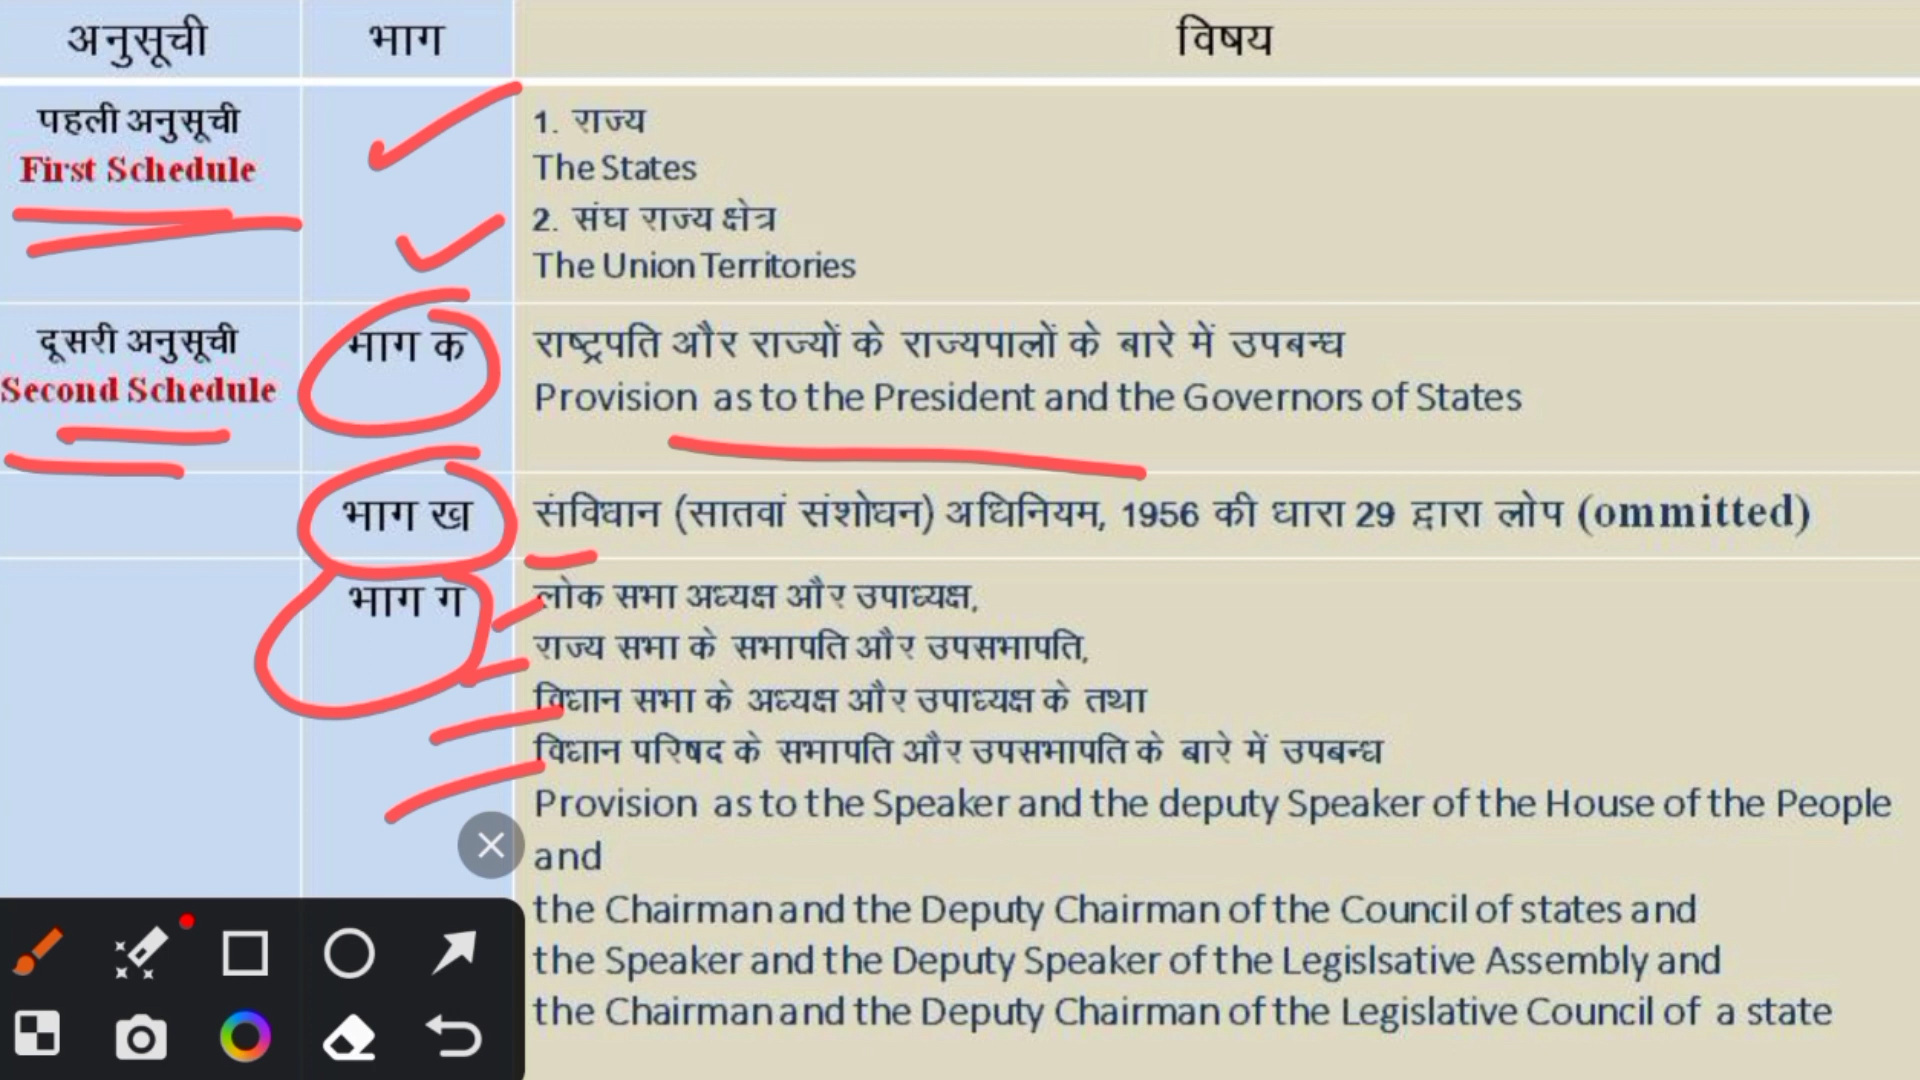 अनुसूची भाग विषय
पहली अनुसूची
First Schedule
1. राज्य
The States
2. संघ राज्य क्षेत्र
The Union Territories
दूसरी अनुसूची
Second Schedule
भाग क
राष्ट्रपति और राज्यों के राज्यपालों के बारे में उपबन्ध
Provision as to the President and the Governors of States
भाग ख
संविधान (सातवां संशोधन) अधिनियम, 1956 की धारा 29 द्वारा लोप (ommitted)
भाग ग
लोक सभा अध्यक्ष और उपाध्यक्ष,
राज्य सभा के सभापति और उपसभापति,
विधान सभा के अध्यक्ष और उपाध्यक्ष के तथा
विधान परिषद के सभापति और उपसभापति के बारे में उपबन्ध
Provision as to the Speaker and the deputy Speaker of the House of the People
and
the Chairman and the Deputy Chairman of the Council of states and
the Speaker and the Deputy Speaker of the Legislsative Assembly and
the Chairman and the Deputy Chairman of the Legislative Council of a state